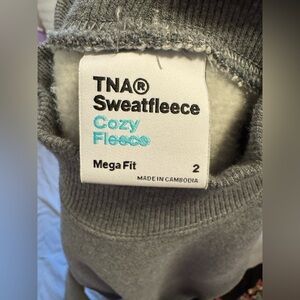 TNA®
Sweatfleece
Cozy
Fleece
Mega Fit 2
MADE IN CAMBODIA